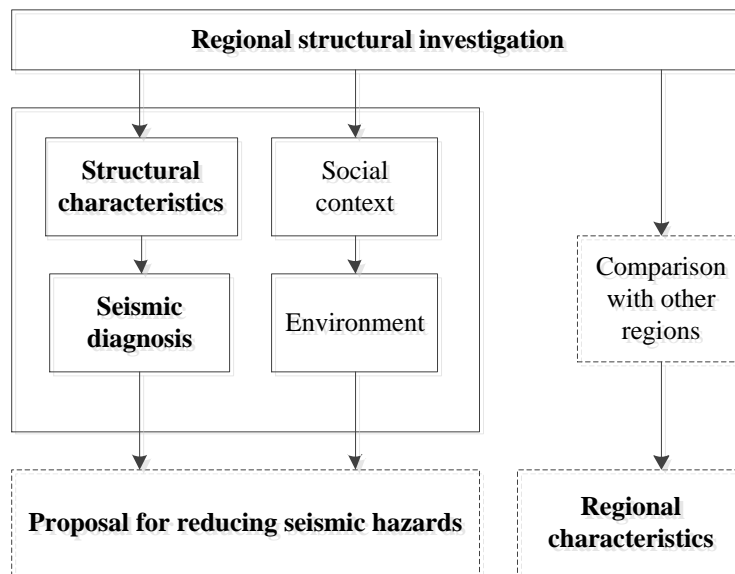 Regional structural investigation
Structural
characteristics
Social
context
Seismic
diagnosis
Environment
Comparison
with other
regions
Proposal for reducing seismic hazards
Regional
characteristics